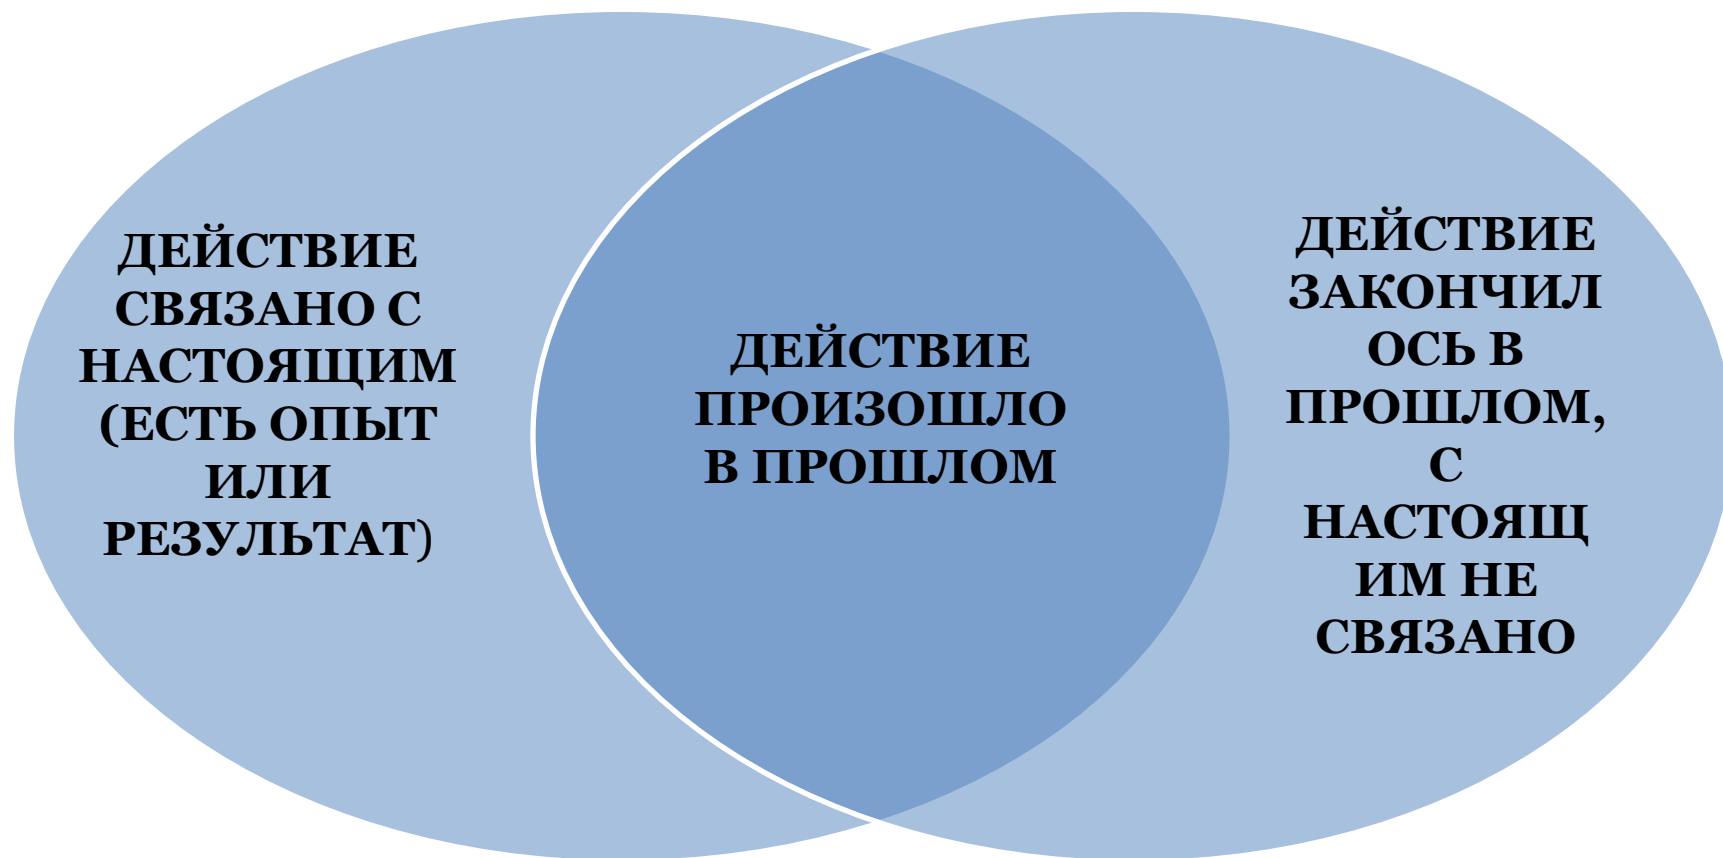 ДЕЙСТВИЕ
СВЯЗАНО С
НАСТОЯЩИМ
(ЕСТЬ ОПЫТ
ИЛИ
РЕЗУЛЬТАТ)
ДЕЙСТВИЕ
ПРОИЗОШЛО
В ПРОШЛОМ
ДЕЙСТВИЕ
ЗАКОНЧИЛ
ОСЬ В
ПРОШЛОМ,
С
НАСТОЯЩ
ИМ НЕ
СВЯЗАНО